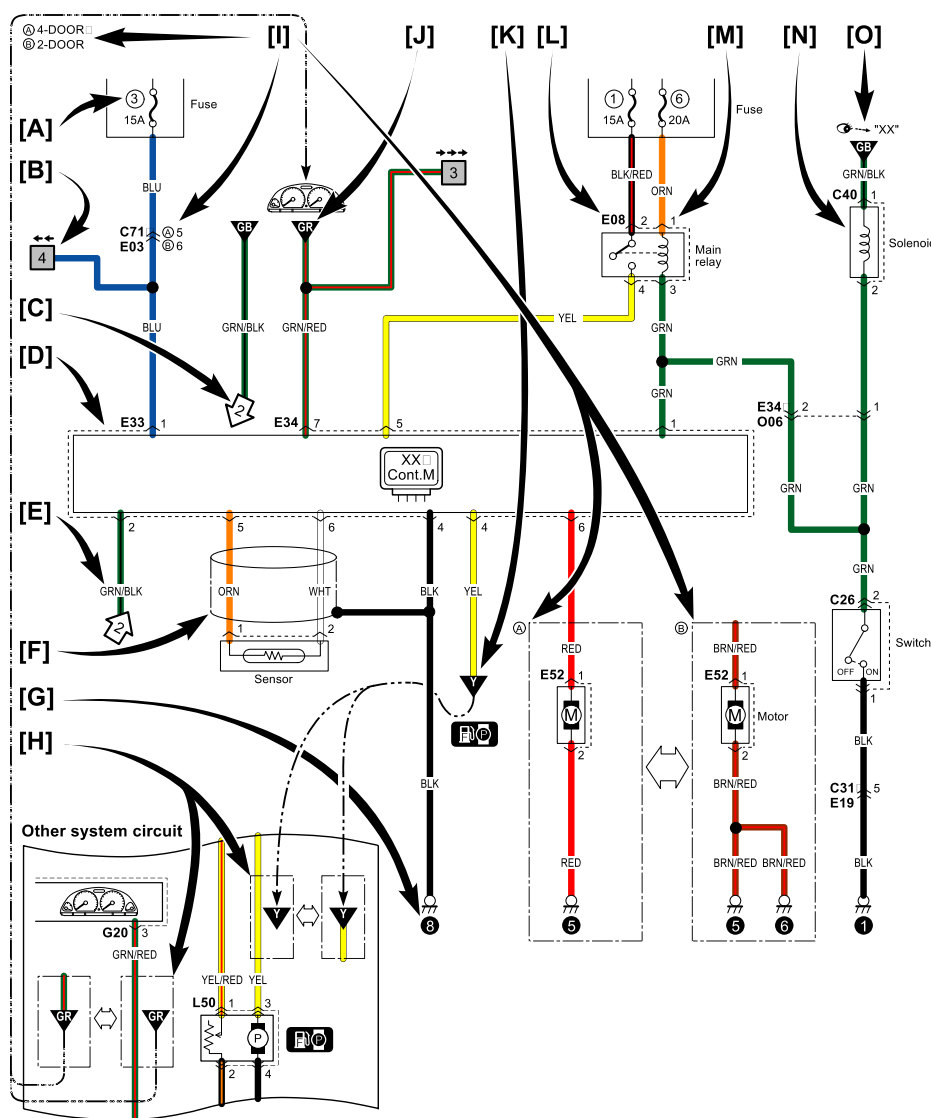 Ⓐ 4-DOOR□
Ⓑ 2-DOOR
[I]
[J]
[K]
[L]
[M]
[N]
[O]
[A]
③
15A
Fuse
①
15A
⑥
20A
Fuse
"XX"
GB
GRN/BLK
[B]
BLU
BLK/RED
ORN
3
C40 1
C71 Ⓐ 5
E03 Ⓑ 6
GB
GR
E08 2
1
4
Main
relay
Solenoid
4
3
2
[C]
BLU
GRN/BLK
GRN/RED
YEL
GRN
[D]
GRN
GRN
2
E33 1
E34 7
5
1
E34□ 2
O06
1
XX□
Cont.M
[E]
GRN
GRN
2
5
6
4
4
6
GRN/BLK
ORN
WHT
BLK
YEL
GRN
2
1
2
C26 2
[F]
Sensor
Ⓐ
Ⓑ
RED
BRN/RED
Switch
OFF
ON
[G]
E52 1
E52 1
1
Y
M
M
Motor
P
[H]
2
2
BLK
BLK
BRN/RED
C31□ 5
E19
Other system circuit
RED
BRN/RED
BRN/RED
BLK
Y
Y
8
5
5
6
1
G20 3
GRN/RED
YEL/RED
YEL
L50 1
3
GR
GR
P
P
2
4